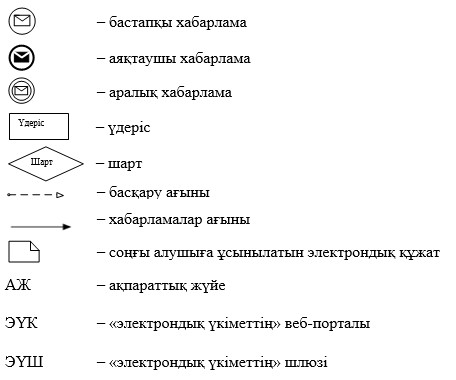 – бастапқы хабарлама
– аяқтаушы хабарлама
– аралық хабарлама
Үдеріс – үдеріс
Шарт – шарт
– басқару ағыны
– хабарламалар ағыны
– соңғы алушыға ұсынылатын электрондық құжат
АЖ – ақпараттық жүйе
ЭҮК – «электрондық үкіметтің» веб-порталы
ЭҮШ – «электрондық үкіметтің» шлюзі